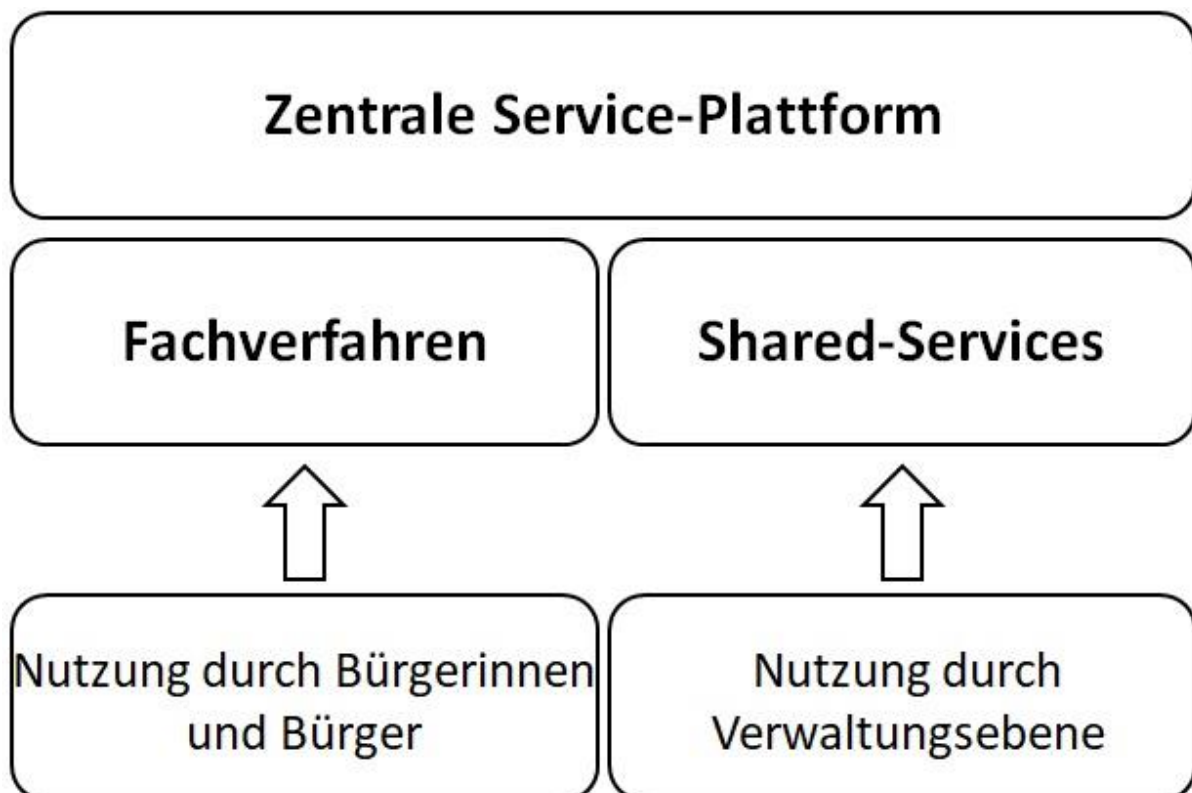 Zentrale Service-Plattform
Fachverfahren
Shared-Services
Nutzung durch Bürgerinnen
und Bürger
Nutzung durch
Verwaltungsebene